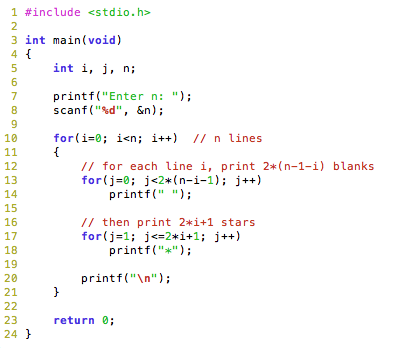 1 #include <stdio.h>
2
3 int main(void)
4 {
5     int i, j, n;
6
7     printf("Enter n: ");
8     scanf("%d", &n);
9
10     for(i=0; i<n; i++)  // n lines
11     {
12         // for each line i, print 2*(n-1-i) blanks
13         for(j=0; j<2*(n-i-1); j++)
14             printf(" ");
15
16         // then print 2*i+1 stars
17         for(j=1; j<=2*i+1; j++)
18             printf("*");
19
20         printf("\n");
21     }
22
23     return 0;
24 }